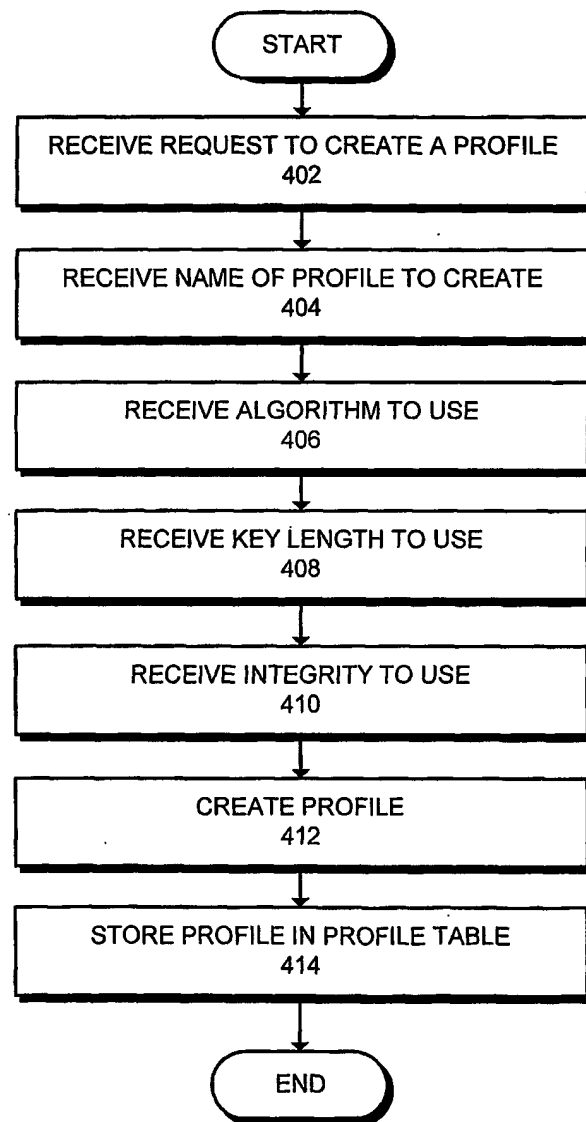 START
RECEIVE REQUEST TO CREATE A PROFILE
402
RECEIVE NAME OF PROFILE TO CREATE
404
RECEIVE ALGORITHM TO USE
406
RECEIVE KEY LENGTH TO USE
408
RECEIVE INTEGRITY TO USE
410
CREATE PROFILE
412
STORE PROFILE IN PROFILE TABLE
414
END